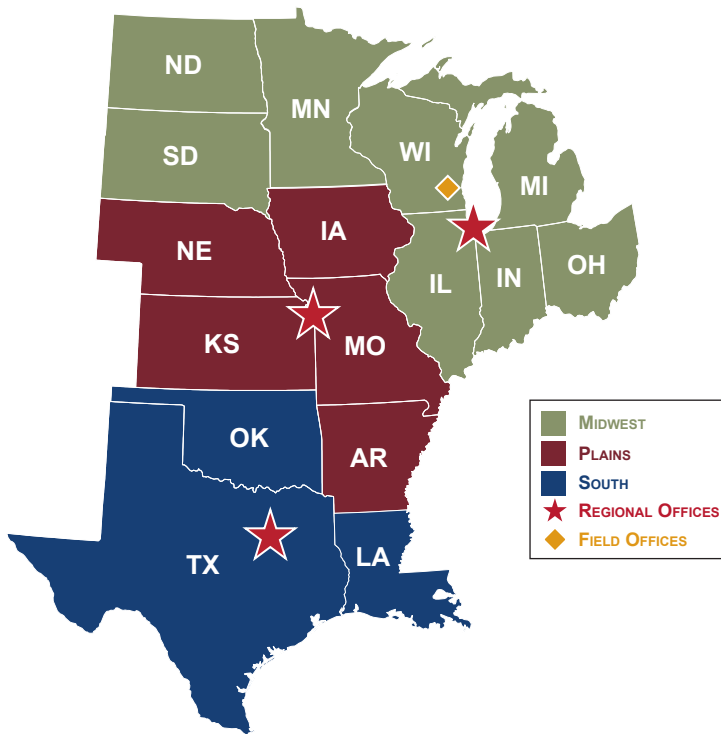 ND
MN
SD
WI
MI
IA
NE
OH
IN
IL
KS
MO
OK
AR
TX
LA
Midwest
Plains
South
Regional Offices
Field Offices